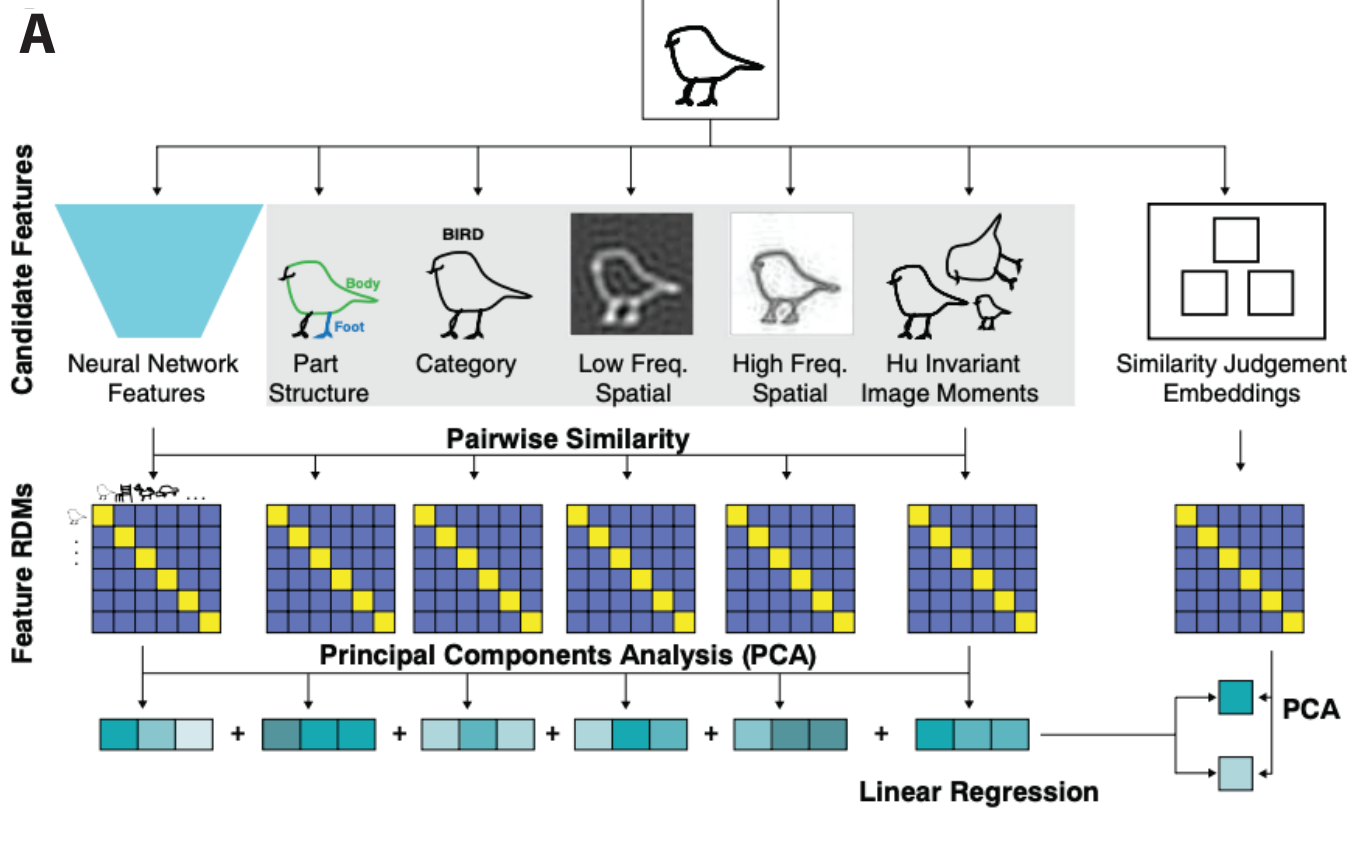 A
Candidate Features
BIRD
Body
Foot
Neural Network
Features
Part
Structure
Category
Low Freq.
Spatial
High Freq.
Spatial
Hu Invariant
Image Moments
Similarity Judgement
Embeddings
Pairwise Similarity
Feature RDMs
...
Principal Components Analysis (PCA)
+ + + + +
PCA
Linear Regression